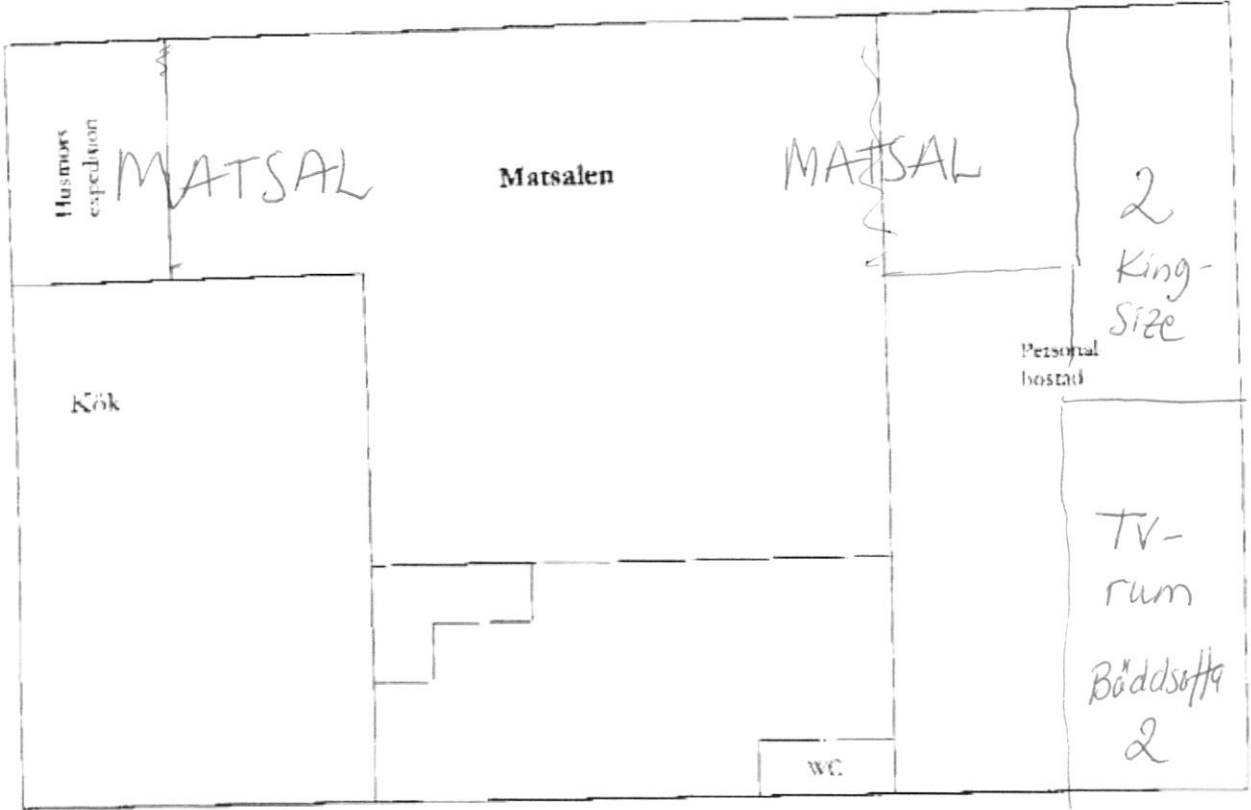 Husmors
expedition
MATSAL
Matsalen
MATSAL
2
King-
Size
Personal
bostad
Kök
TV-
rum
Bäddsoffa
2
WC